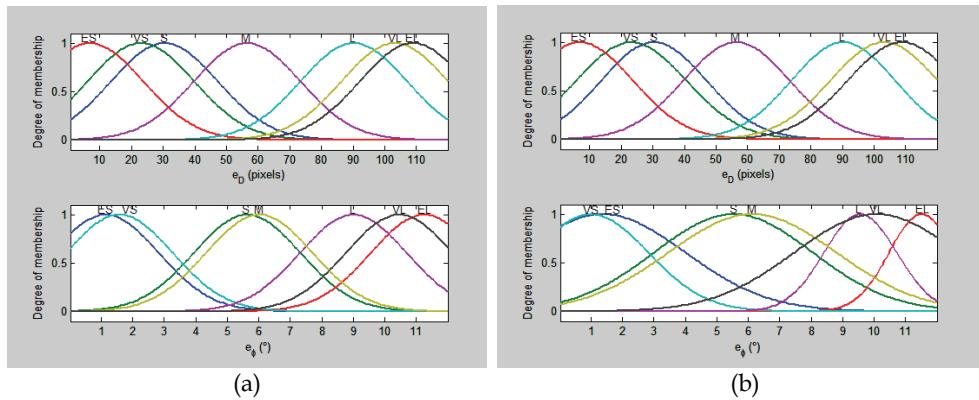 ES VS S M L VL EL
1
0.5
0
Degree of membership
10 20 30 40 50 60 70 80 90 100 110
e_D (pixels)
ES VS S M L VL EL
1
0.5
0
Degree of membership
1 2 3 4 5 6 7 8 9 10 11
e_ϕ (°)
(a)
ES VS S M L VL EL
1
0.5
0
Degree of membership
10 20 30 40 50 60 70 80 90 100 110
e_D (pixels)
VS ES S M L VL EL
1
0.5
0
Degree of membership
1 2 3 4 5 6 7 8 9 10 11
e_ϕ (°)
(b)